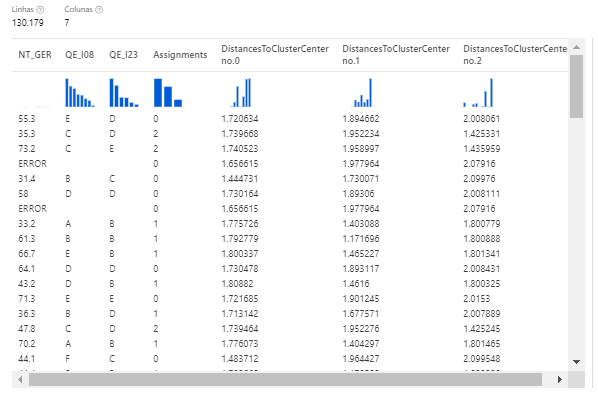 Linhas Colunas
130.179 7
NT_GER QE_I08 QE_I23 Assignments DistancesToClusterCenter no.0 DistancesToClusterCenter no.1 DistancesToClusterCente no.2
55.3 E D 0 1.720634 1.894662 2.008061
35.3 C D 2 1.739668 1.952234 1.425331
73.2 C E 2 1.740523 1.958997 1.435959
ERROR 0 1.656615 1.977964 2.07916
31.4 B C 0 1.444731 1.730071 2.09976
58 D D 0 1.730164 1.89306 2.008111
ERROR 0 1.656615 1.977964 2.07916
33.2 A B 1 1.775726 1.403088 1.800779
61.3 B B 1 1.792779 1.171696 1.800888
66.7 E B 1 1.800337 1.465227 1.801341
64.1 D D 0 1.730478 1.893117 2.008431
43.2 D B 1 1.80882 1.4616 1.800325
71.3 E E 0 1.721685 1.901245 2.0153
36.3 B D 1 1.713142 1.677571 2.007889
47.8 C D 2 1.739464 1.952276 1.425245
70.2 A B 1 1.776073 1.404297 1.801465
44.1 F C 0 1.483712 1.964427 2.099548